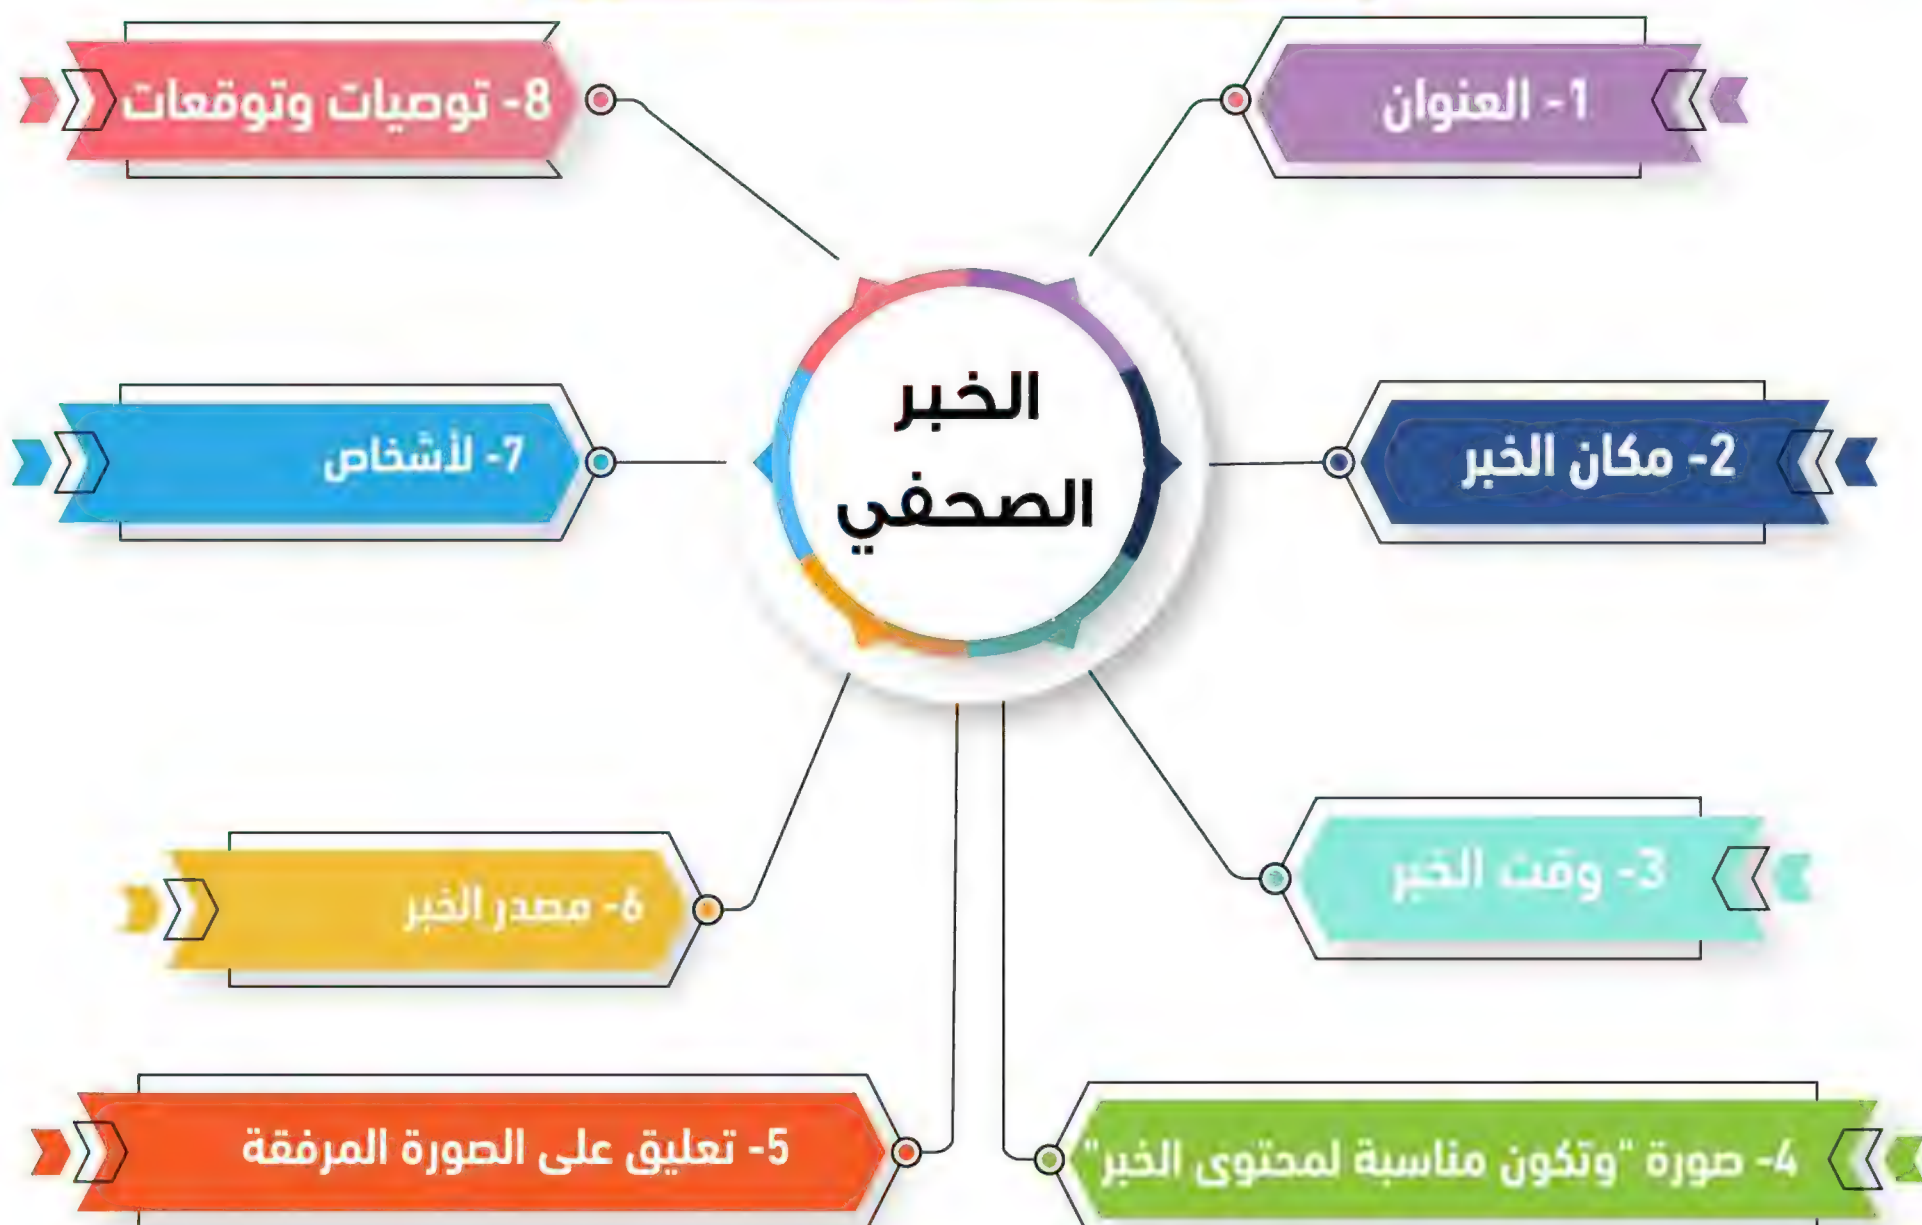 الخبر
الصحفي
1- العنوان
2- مكان الخبر
3- وقت الخبر
4- صورة "وتكون مناسبة لمحتوى الخبر"
5- تعليق على الصورة المرفقة
6- مصدر الخبر
7- لأشخاص
8- توصيات وتوقعات